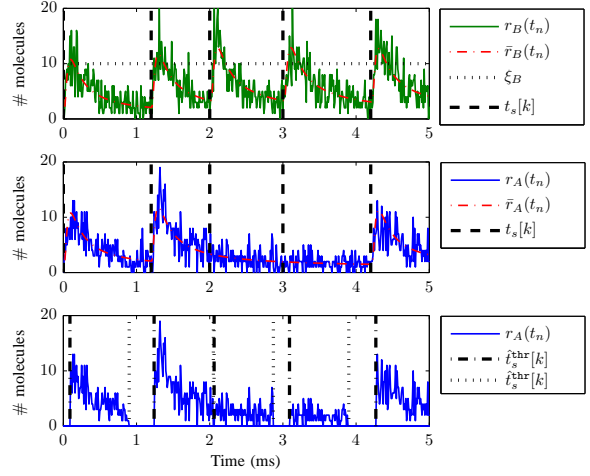 20
10
0
0 1 2 3 4 5
# molecules
r_B(t_n)
r̄_B(t_n)
ξ_B
t_s[k]
20
10
0
0 1 2 3 4 5
# molecules
r_A(t_n)
r̄_A(t_n)
t_s[k]
20
10
0
0 1 2 3 4 5
# molecules
Time (ms)
r_A(t_n)
t̂_s^thr[k]
t̂_s^thr[k]